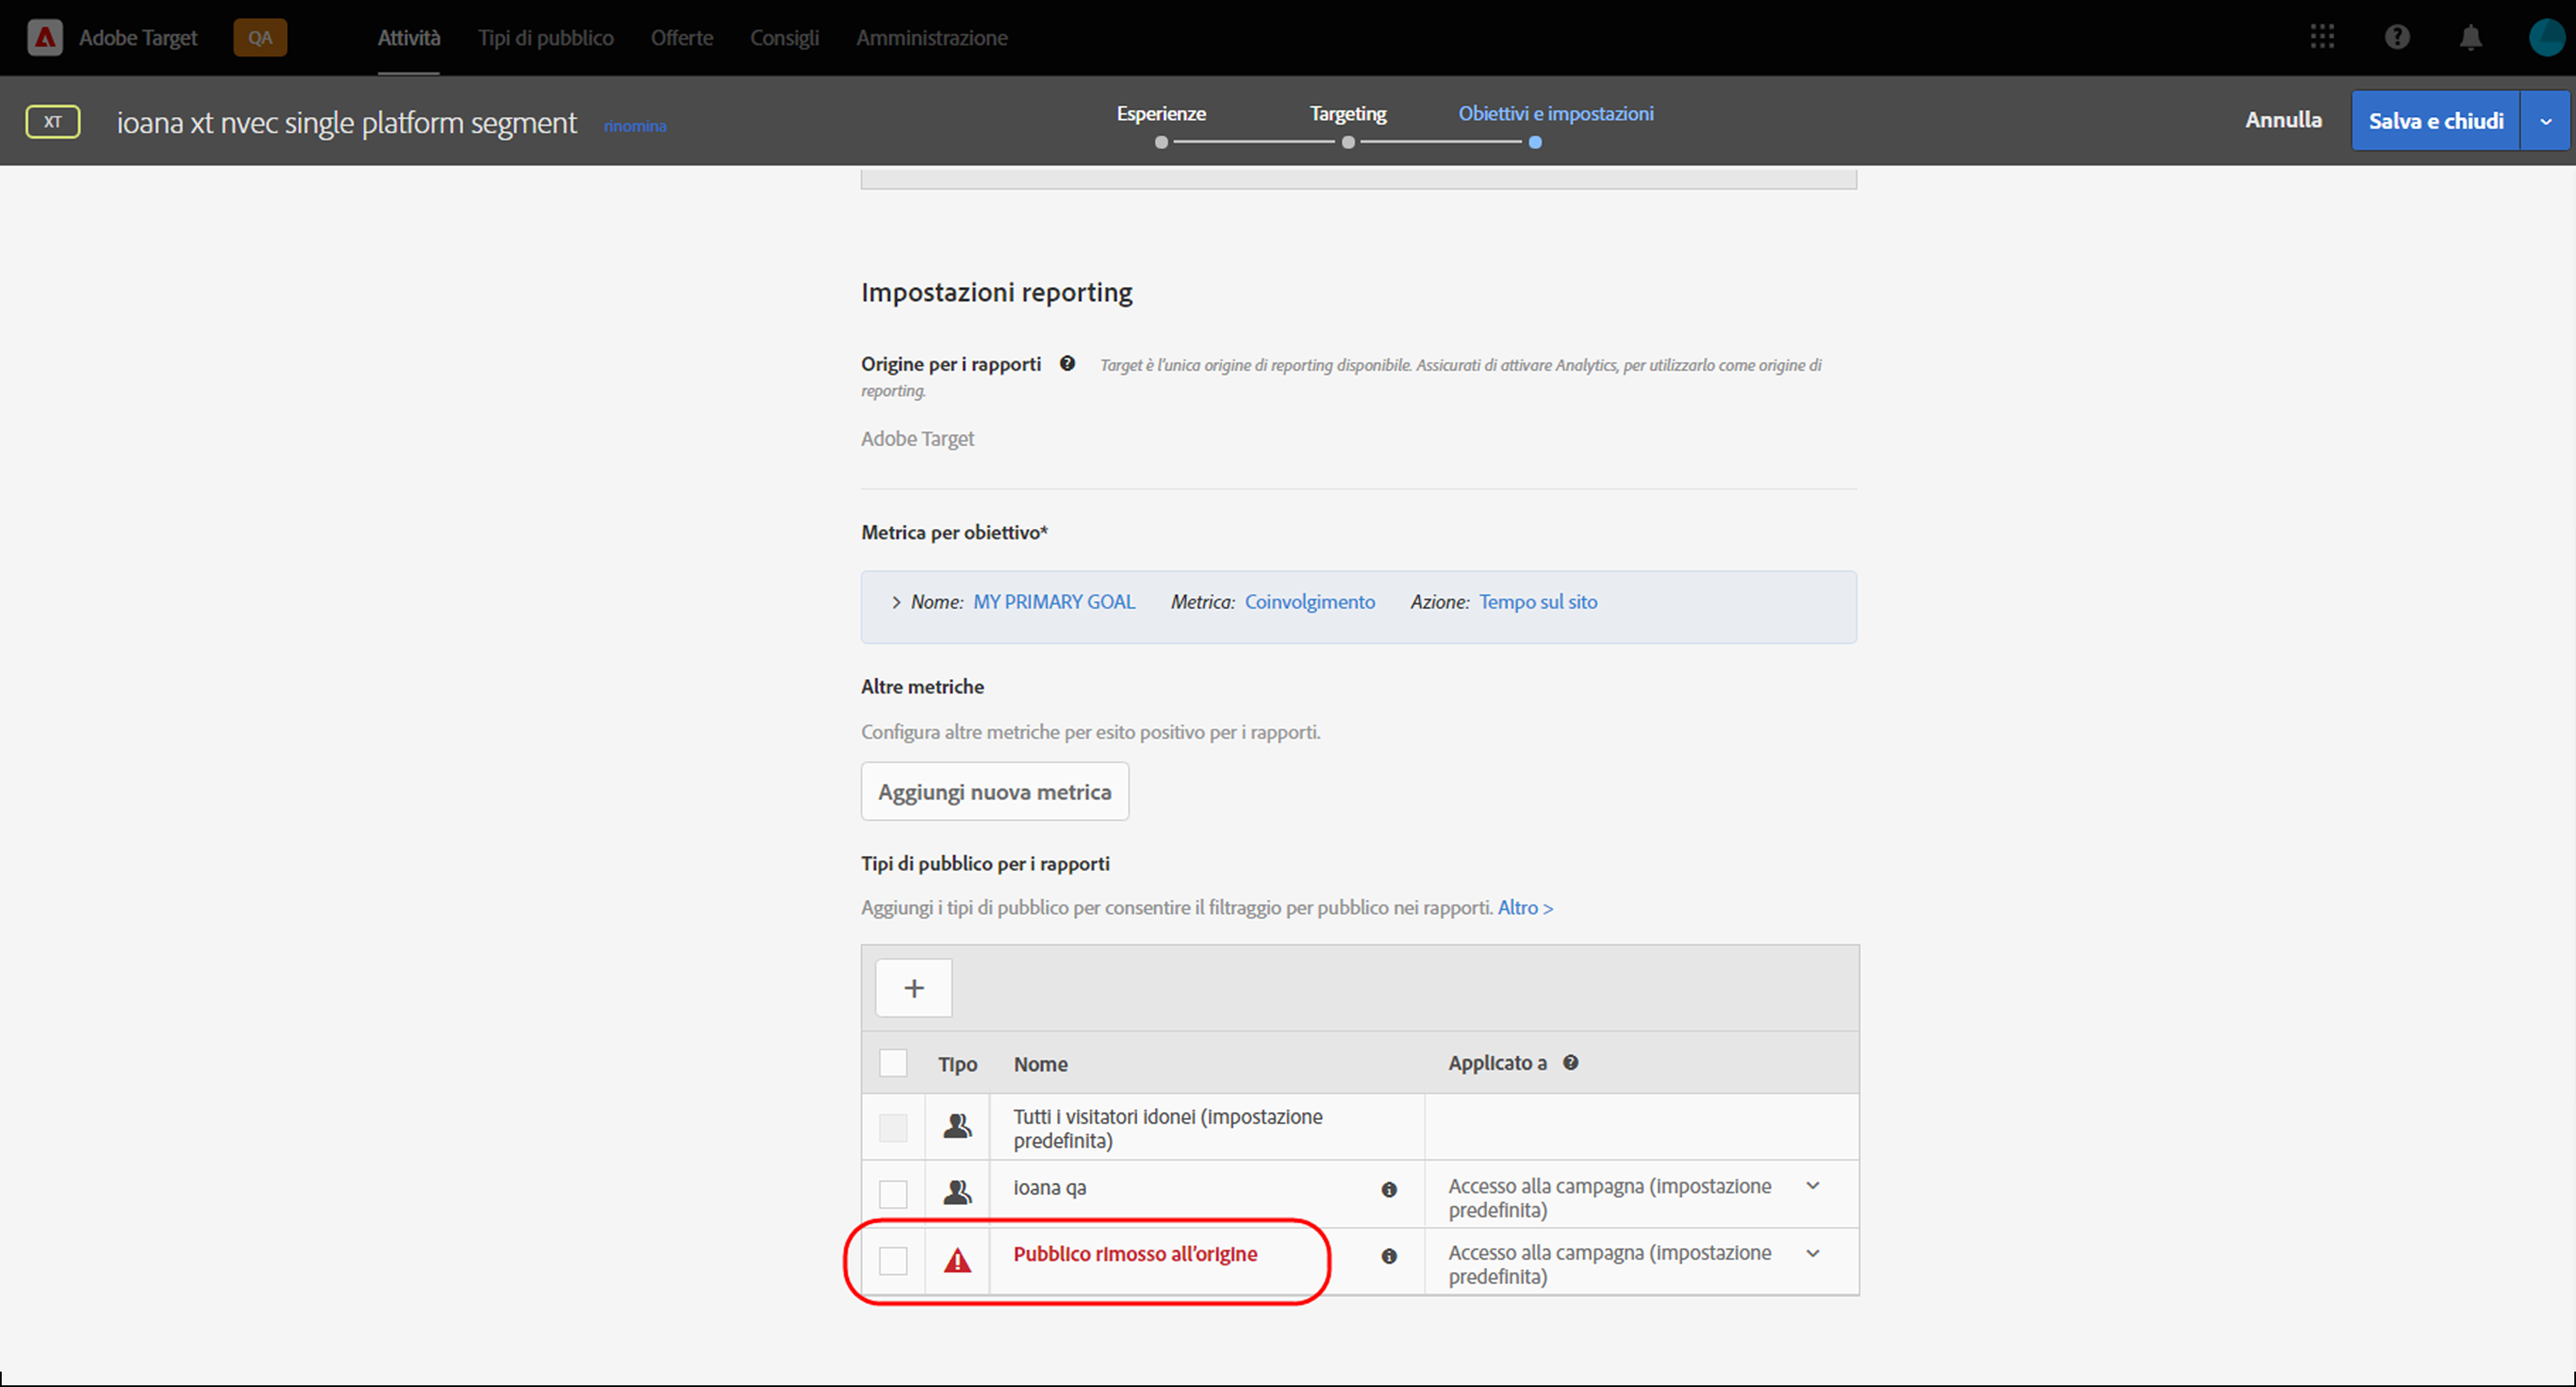 Adobe Target QA Attività Tipi di pubblico Offerte Consigli Amministrazione
XT ioana xt nvec single platform segment rinomina
Esperienze Targeting Obiettivi e impostazioni
Annulla Salva e chiudi
Impostazioni reporting
Origine per i rapporti Target è l'unica origine di reporting disponibile. Assicurati di attivare Analytics, per utilizzarlo come origine di
reporting.
Adobe Target
Metrica per obiettivo*
Nome: MY PRIMARY GOAL Metrica: Coinvolgimento Azione: Tempo sul sito
Altre metriche
Configura altre metriche per esito positivo per i rapporti.
Aggiungi nuova metrica
Tipi di pubblico per i rapporti
Aggiungi i tipi di pubblico per consentire il filtraggio per pubblico nei rapporti. Altro >
+
Tipo Nome Applicato a
Tutti i visitatori idonei (impostazione
predefinita)
ioana qa
Accesso alla campagna (impostazione
predefinita)
Pubblico rimosso all'origine
Accesso alla campagna (impostazione
predefinita)